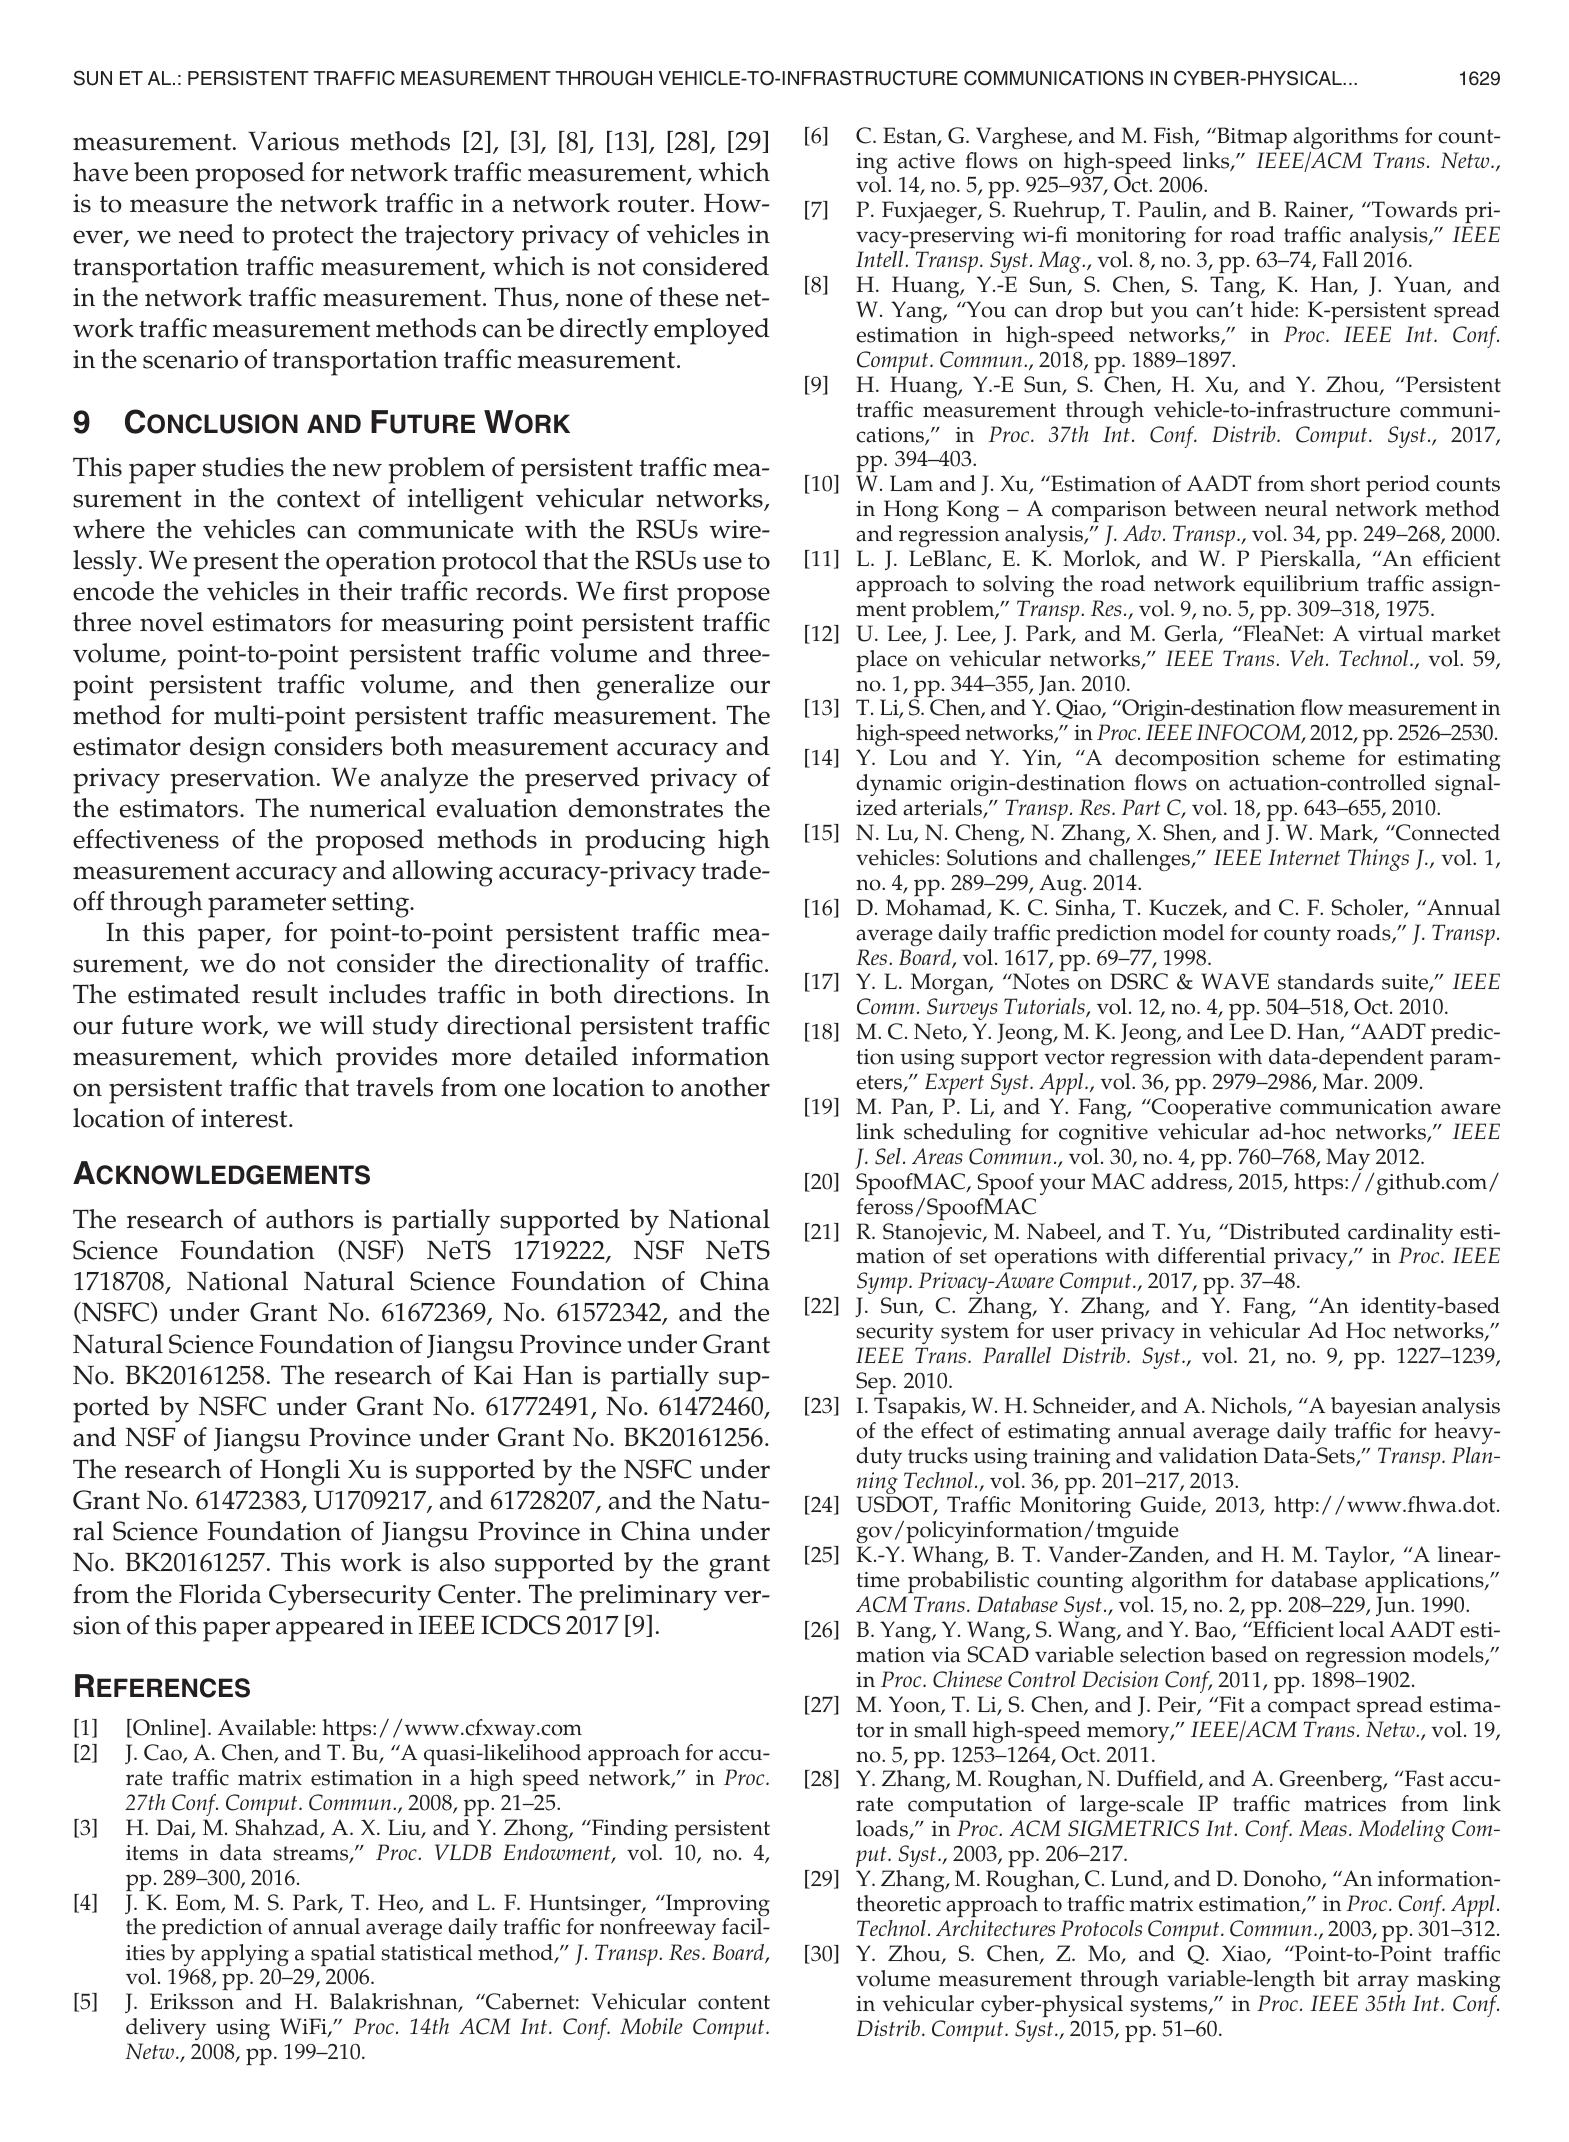 SUN ET AL.: PERSISTENT TRAFFIC MEASUREMENT THROUGH VEHICLE-TO-INFRASTRUCTURE COMMUNICATIONS IN CYBER-PHYSICAL... 1629
measurement. Various methods [2], [3], [8], [13], [28], [29]
have been proposed for network traffic measurement, which
is to measure the network traffic in a network router. How-
ever, we need to protect the trajectory privacy of vehicles in
transportation traffic measurement, which is not considered
in the network traffic measurement. Thus, none of these net-
work traffic measurement methods can be directly employed
in the scenario of transportation traffic measurement.
9 CONCLUSION AND FUTURE WORK
This paper studies the new problem of persistent traffic mea-
surement in the context of intelligent vehicular networks,
where the vehicles can communicate with the RSUs wire-
lessly. We present the operation protocol that the RSUs use to
encode the vehicles in their traffic records. We first propose
three novel estimators for measuring point persistent traffic
volume, point-to-point persistent traffic volume and three-
point persistent traffic volume, and then generalize our
method for multi-point persistent traffic measurement. The
estimator design considers both measurement accuracy and
privacy preservation. We analyze the preserved privacy of
the estimators. The numerical evaluation demonstrates the
effectiveness of the proposed methods in producing high
measurement accuracy and allowing accuracy-privacy trade-
off through parameter setting.
In this paper, for point-to-point persistent traffic mea-
surement, we do not consider the directionality of traffic.
The estimated result includes traffic in both directions. In
our future work, we will study directional persistent traffic
measurement, which provides more detailed information
on persistent traffic that travels from one location to another
location of interest.
ACKNOWLEDGEMENTS
The research of authors is partially supported by National
Science Foundation (NSF) NeTS 1719222, NSF NeTS
1718708, National Natural Science Foundation of China
(NSFC) under Grant No. 61672369, No. 61572342, and the
Natural Science Foundation of Jiangsu Province under Grant
No. BK20161258. The research of Kai Han is partially sup-
ported by NSFC under Grant No. 61772491, No. 61472460,
and NSF of Jiangsu Province under Grant No. BK20161256.
The research of Hongli Xu is supported by the NSFC under
Grant No. 61472383, U1709217, and 61728207, and the Natu-
ral Science Foundation of Jiangsu Province in China under
No. BK20161257. This work is also supported by the grant
from the Florida Cybersecurity Center. The preliminary ver-
sion of this paper appeared in IEEE ICDCS 2017 [9].
REFERENCES
[1] [Online]. Available: https://www.cfxway.com
[2] J. Cao, A. Chen, and T. Bu, “A quasi-likelihood approach for accu-
rate traffic matrix estimation in a high speed network,” in Proc.
27th Conf. Comput. Commun., 2008, pp. 21–25.
[3] H. Dai, M. Shahzad, A. X. Liu, and Y. Zhong, “Finding persistent
items in data streams,” Proc. VLDB Endowment, vol. 10, no. 4,
pp. 289–300, 2016.
[4] J. K. Eom, M. S. Park, T. Heo, and L. F. Huntsinger, “Improving
the prediction of annual average daily traffic for nonfreeway facil-
ities by applying a spatial statistical method,” J. Transp. Res. Board,
vol. 1968, pp. 20–29, 2006.
[5] J. Eriksson and H. Balakrishnan, “Cabernet: Vehicular content
delivery using WiFi,” Proc. 14th ACM Int. Conf. Mobile Comput.
Netw., 2008, pp. 199–210.
[6] C. Estan, G. Varghese, and M. Fish, “Bitmap algorithms for count-
ing active flows on high-speed links,” IEEE/ACM Trans. Netw.,
vol. 14, no. 5, pp. 925–937, Oct. 2006.
[7] P. Fuxjaeger, S. Ruehrup, T. Paulin, and B. Rainer, “Towards pri-
vacy-preserving wi-fi monitoring for road traffic analysis,” IEEE
Intell. Transp. Syst. Mag., vol. 8, no. 3, pp. 63–74, Fall 2016.
[8] H. Huang, Y.-E Sun, S. Chen, S. Tang, K. Han, J. Yuan, and
W. Yang, “You can drop but you can’t hide: K-persistent spread
estimation in high-speed networks,” in Proc. IEEE Int. Conf.
Comput. Commun., 2018, pp. 1889–1897.
[9] H. Huang, Y.-E Sun, S. Chen, H. Xu, and Y. Zhou, “Persistent
traffic measurement through vehicle-to-infrastructure communi-
cations,” in Proc. 37th Int. Conf. Distrib. Comput. Syst., 2017,
pp. 394–403.
[10] W. Lam and J. Xu, “Estimation of AADT from short period counts
in Hong Kong – A comparison between neural network method
and regression analysis,” J. Adv. Transp., vol. 34, pp. 249–268, 2000.
[11] L. J. LeBlanc, E. K. Morlok, and W. P Pierskalla, “An efficient
approach to solving the road network equilibrium traffic assign-
ment problem,” Transp. Res., vol. 9, no. 5, pp. 309–318, 1975.
[12] U. Lee, J. Lee, J. Park, and M. Gerla, “FleaNet: A virtual market
place on vehicular networks,” IEEE Trans. Veh. Technol., vol. 59,
no. 1, pp. 344–355, Jan. 2010.
[13] T. Li, S. Chen, and Y. Qiao, “Origin-destination flow measurement in
high-speed networks,” in Proc. IEEE INFOCOM, 2012, pp. 2526–2530.
[14] Y. Lou and Y. Yin, “A decomposition scheme for estimating
dynamic origin-destination flows on actuation-controlled signal-
ized arterials,” Transp. Res. Part C, vol. 18, pp. 643–655, 2010.
[15] N. Lu, N. Cheng, N. Zhang, X. Shen, and J. W. Mark, “Connected
vehicles: Solutions and challenges,” IEEE Internet Things J., vol. 1,
no. 4, pp. 289–299, Aug. 2014.
[16] D. Mohamad, K. C. Sinha, T. Kuczek, and C. F. Scholer, “Annual
average daily traffic prediction model for county roads,” J. Transp.
Res. Board, vol. 1617, pp. 69–77, 1998.
[17] Y. L. Morgan, “Notes on DSRC & WAVE standards suite,” IEEE
Comm. Surveys Tutorials, vol. 12, no. 4, pp. 504–518, Oct. 2010.
[18] M. C. Neto, Y. Jeong, M. K. Jeong, and Lee D. Han, “AADT predic-
tion using support vector regression with data-dependent param-
eters,” Expert Syst. Appl., vol. 36, pp. 2979–2986, Mar. 2009.
[19] M. Pan, P. Li, and Y. Fang, “Cooperative communication aware
link scheduling for cognitive vehicular ad-hoc networks,” IEEE
J. Sel. Areas Commun., vol. 30, no. 4, pp. 760–768, May 2012.
[20] SpoofMAC, Spoof your MAC address, 2015, https://github.com/
feross/SpoofMAC
[21] R. Stanojevic, M. Nabeel, and T. Yu, “Distributed cardinality esti-
mation of set operations with differential privacy,” in Proc. IEEE
Symp. Privacy-Aware Comput., 2017, pp. 37–48.
[22] J. Sun, C. Zhang, Y. Zhang, and Y. Fang, “An identity-based
security system for user privacy in vehicular Ad Hoc networks,”
IEEE Trans. Parallel Distrib. Syst., vol. 21, no. 9, pp. 1227–1239,
Sep. 2010.
[23] I. Tsapakis, W. H. Schneider, and A. Nichols, “A bayesian analysis
of the effect of estimating annual average daily traffic for heavy-
duty trucks using training and validation Data-Sets,” Transp. Plan-
ning Technol., vol. 36, pp. 201–217, 2013.
[24] USDOT, Traffic Monitoring Guide, 2013, http://www.fhwa.dot.
gov/policyinformation/tmguide
[25] K.-Y. Whang, B. T. Vander-Zanden, and H. M. Taylor, “A linear-
time probabilistic counting algorithm for database applications,”
ACM Trans. Database Syst., vol. 15, no. 2, pp. 208–229, Jun. 1990.
[26] B. Yang, Y. Wang, S. Wang, and Y. Bao, “Efficient local AADT esti-
mation via SCAD variable selection based on regression models,”
in Proc. Chinese Control Decision Conf, 2011, pp. 1898–1902.
[27] M. Yoon, T. Li, S. Chen, and J. Peir, “Fit a compact spread estima-
tor in small high-speed memory,” IEEE/ACM Trans. Netw., vol. 19,
no. 5, pp. 1253–1264, Oct. 2011.
[28] Y. Zhang, M. Roughan, N. Duffield, and A. Greenberg, “Fast accu-
rate computation of large-scale IP traffic matrices from link
loads,” in Proc. ACM SIGMETRICS Int. Conf. Meas. Modeling Com-
put. Syst., 2003, pp. 206–217.
[29] Y. Zhang, M. Roughan, C. Lund, and D. Donoho, “An information-
theoretic approach to traffic matrix estimation,” in Proc. Conf. Appl.
Technol. Architectures Protocols Comput. Commun., 2003, pp. 301–312.
[30] Y. Zhou, S. Chen, Z. Mo, and Q. Xiao, “Point-to-Point traffic
volume measurement through variable-length bit array masking
in vehicular cyber-physical systems,” in Proc. IEEE 35th Int. Conf.
Distrib. Comput. Syst., 2015, pp. 51–60.